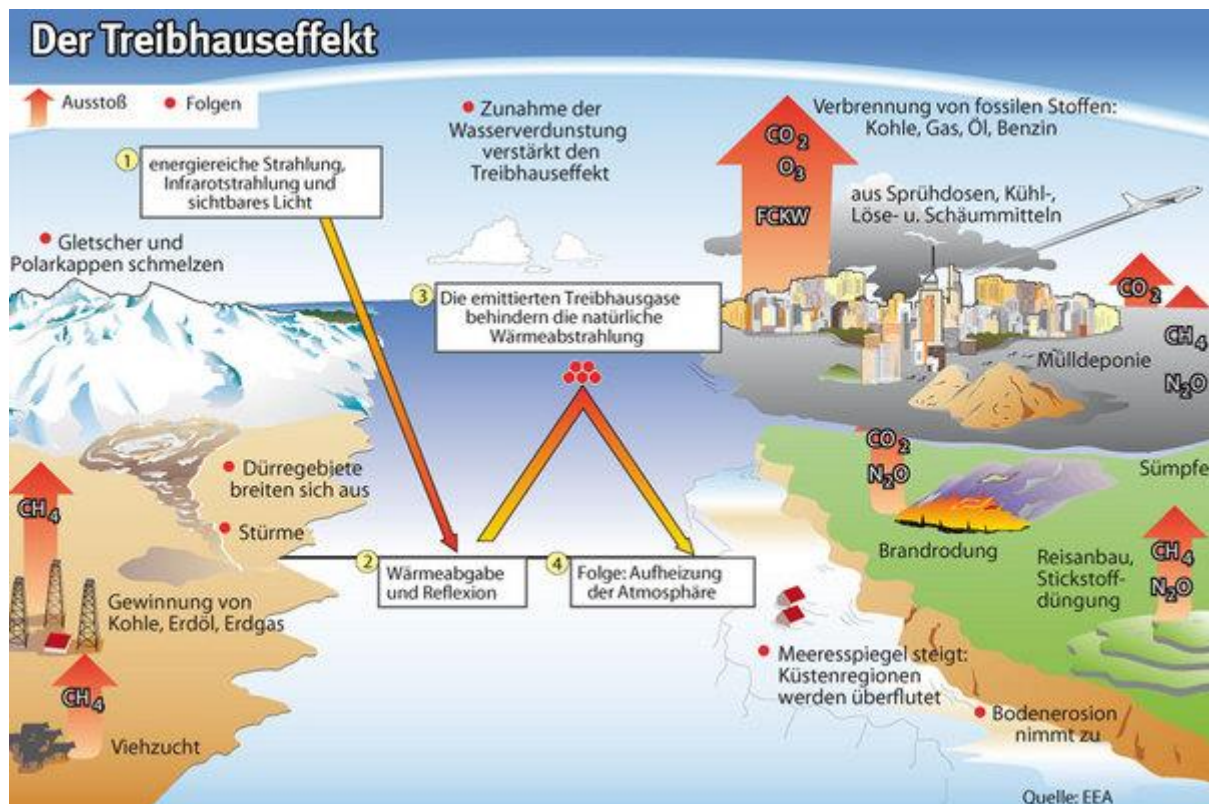 Der Treibhauseffekt
Ausstoß
Folgen
Zunahme der
Wasserverdunstung
verstärkt den
Treibhauseffekt
Verbrennung von fossilen Stoffen:
Kohle, Gas, Öl, Benzin
CO2
O3
FCKW
aus Sprühdosen, Kühl-,
Löse- u. Schäummitteln
1
energiereiche Strahlung,
Infrarotstrahlung und
sichtbares Licht
Gletscher und
Polarkappen schmelzen
3
Die emittierten Treibhausgase
behindern die natürliche
Wärmeabstrahlung
CO2
CH4
N2O
Mülldeponie
CO2
N2O
Sümpfe
Dürregebiete
breiten sich aus
Stürme
CH4
Brandrodung
Reisanbau,
Stickstoff-
düngung
CH4
N2O
2
Wärmeabgabe
und Reflexion
4
Folge: Aufheizung
der Atmosphäre
Gewinnung von
Kohle, Erdöl, Erdgas
Meeresspiegel steigt:
Küstenregionen
werden überflutet
CH4
Viehzucht
Bodenerosion
nimmt zu
Quelle: EEA